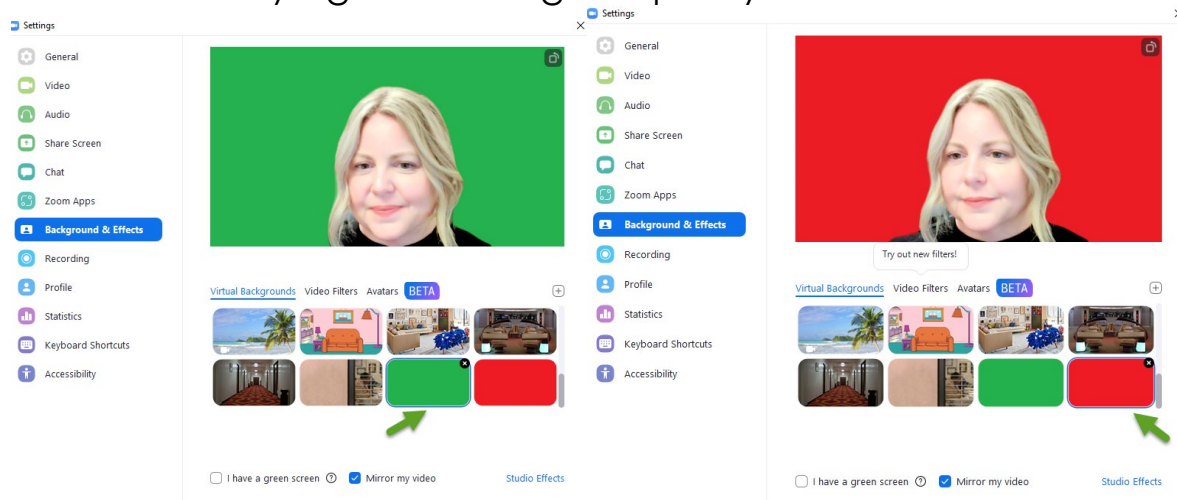 Settings
General
Video
Audio
Share Screen
Chat
Zoom Apps
Background & Effects
Recording
Profile
Statistics
Keyboard Shortcuts
Accessibility
Virtual Backgrounds Video Filters Avatars BETA
I have a green screen Mirror my video Studio Effects
Settings
General
Video
Audio
Share Screen
Chat
Zoom Apps
Background & Effects
Recording
Profile
Statistics
Keyboard Shortcuts
Accessibility
Try out new filters!
Virtual Backgrounds Video Filters Avatars BETA
I have a green screen Mirror my video Studio Effects